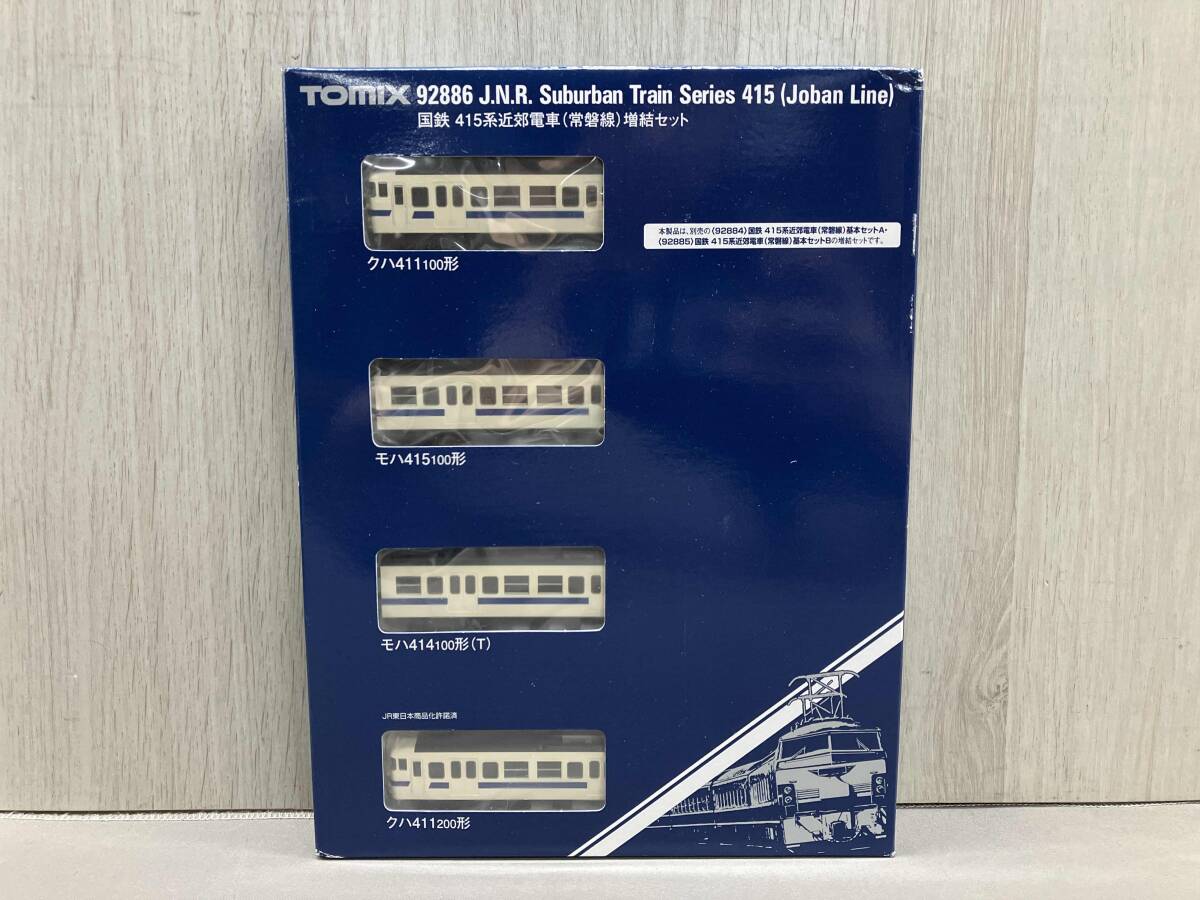 TOMIX 92886 J.N.R. Suburban Train Series 415 (Joban Line)
国鉄 415系近郊電車(常磐線)増結セット
クハ411100形
本製品は、別売の(92884)国鉄 415系近郊電車(常磐線)基本セットA・
(92885)国鉄 415系近郊電車(常磐線)基本セットBの増結セットです。
モハ415100形
モハ414100形(T)
JR東日本商品化許諾済
クハ411200形